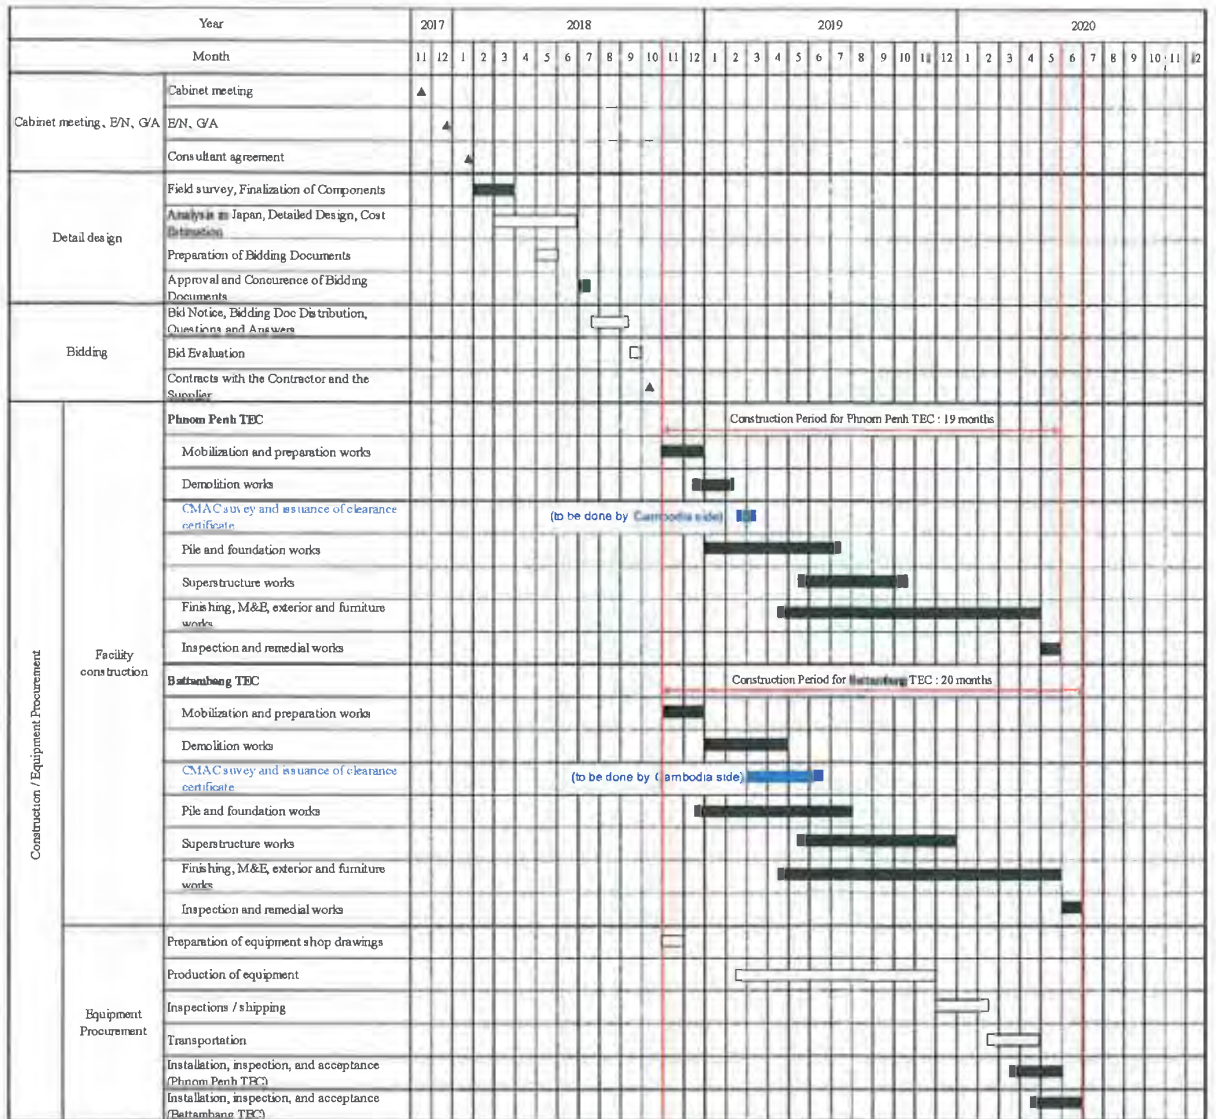 Year 2017 2018 2019 2020
Month 11 12 1 2 3 4 5 6 7 8 9 10 11 12 1 2 3 4 5 6 7 8 9 10 11 12 1 2 3 4 5 6 7 8 9 10 11 12
Cabinet meeting、E/N, G/A
Cabinet meeting
E/N, G/A
Consultant agreement
Detail design
Field survey, Finalization of Components
Analysis in Japan, Detailed Design, Cost
Estimation
Preparation of Bidding Documents
Approval and Concurence of Bidding
Documents
Bidding
Bid Notice, Bidding Doc Distribution,
Questions and Answers
Bid Evaluation
Contracts with the Contractor and the
Supplier
Construction / Equipment Procurement
Facility
construction
Phnom Penh TEC
Construction Period for Phnom Penh TEC : 19 months
Mobilization and preparation works
Demolition works
CMAC suvey and issuance of clearance
certificate
(to be done by Cambodia side)
Pile and foundation works
Superstructure works
Finishing, M&E, exterior and furniture
works
Inspection and remedial works
Battambang TEC
Construction Period for TEC : 20 months
Mobilization and preparation works
Demolition works
CMAC suvey and issuance of clearance
certificate
(to be done by Cambodia side)
Pile and foundation works
Superstructure works
Finishing, M&E, exterior and furniture
works
Inspection and remedial works
Equipment
Procurement
Preparation of equipment shop drawings
Production of equipment
Inspections / shipping
Transportation
Installation, inspection, and acceptance
(Phnom Penh TEC)
Installation, inspection, and acceptance
(Battambang TEC)